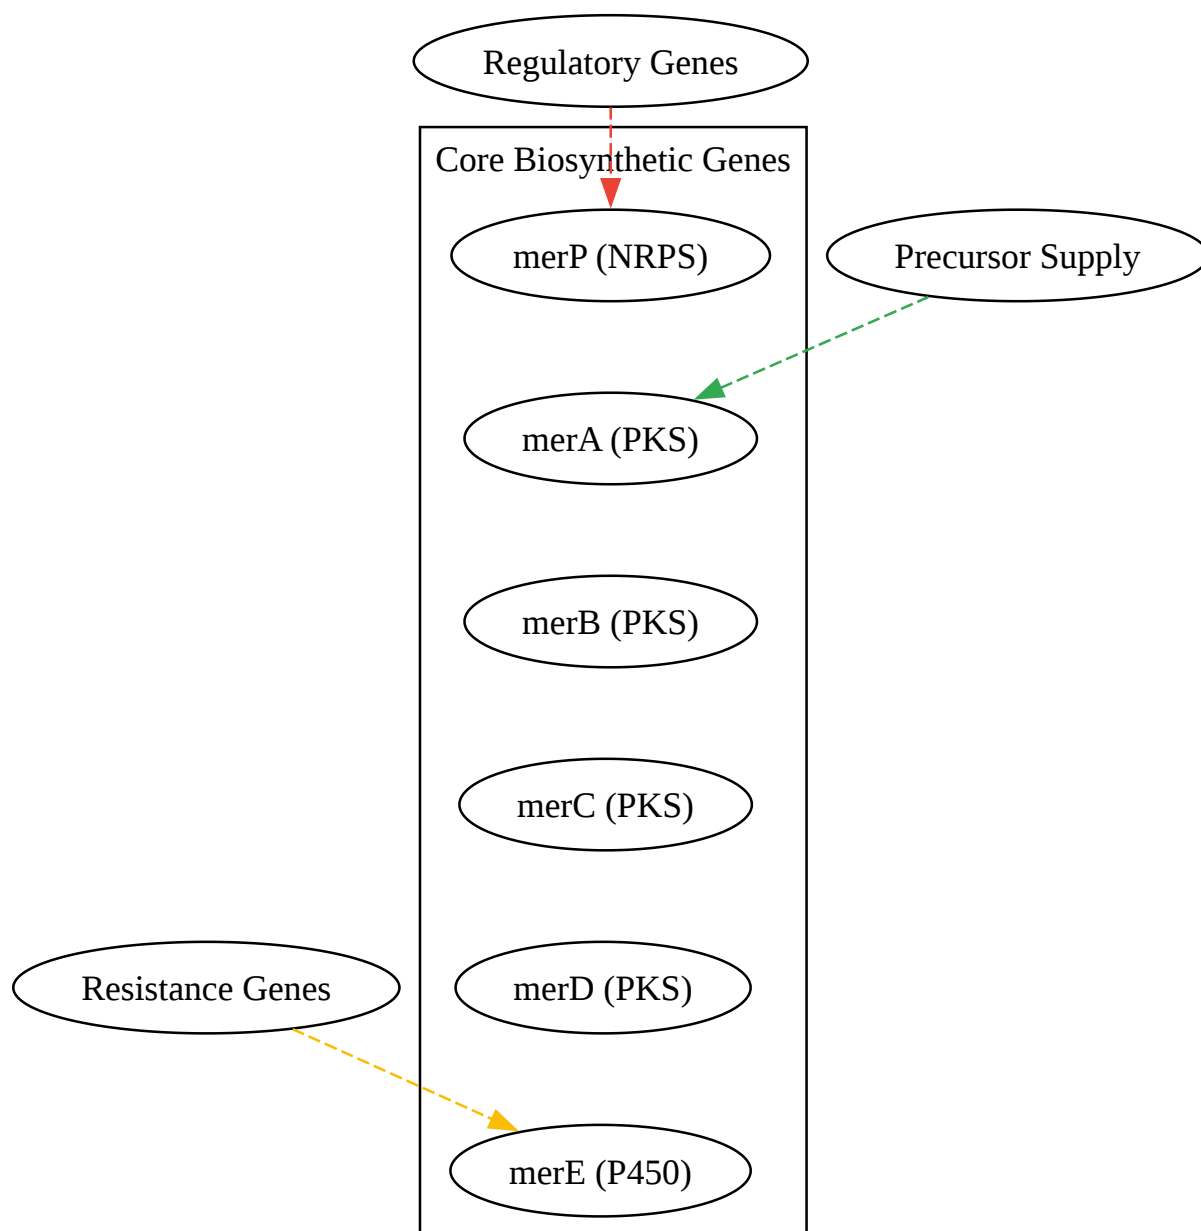 Regulatory Genes
Core Biosynthetic Genes
merP (NRPS)
Precursor Supply
merA (PKS)
merB (PKS)
merC (PKS)
Resistance Genes
merD (PKS)
merE (P450)